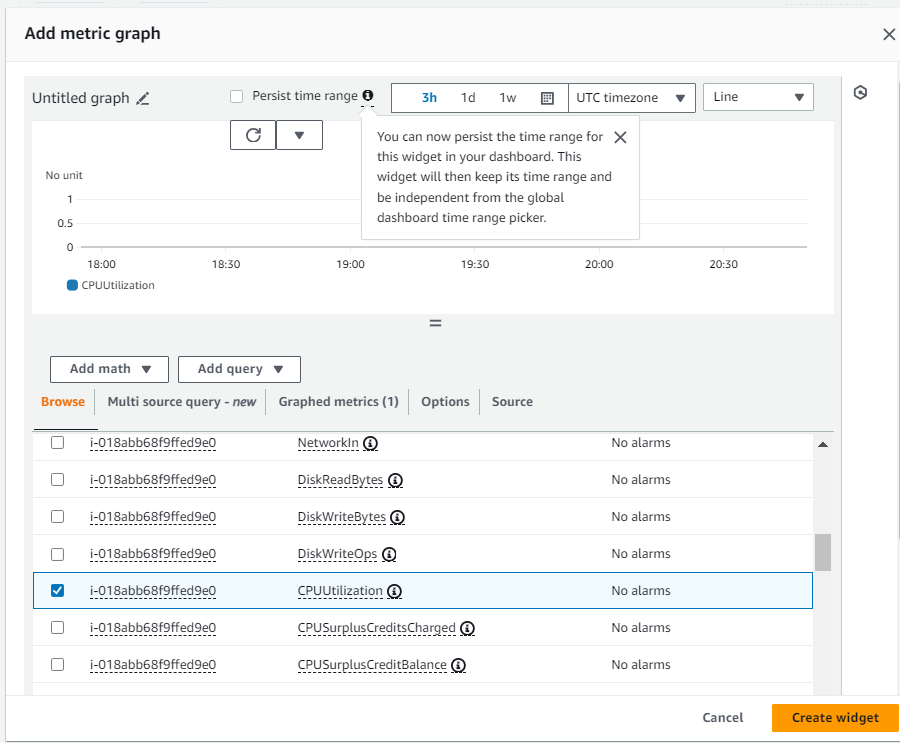 Add metric graph
Untitled graph
Persist time range
3h 1d 1w
UTC timezone
Line
You can now persist the time range for
this widget in your dashboard. This
widget will then keep its time range and
be independent from the global
dashboard time range picker.
No unit
1
0.5
0
18:00 18:30 19:00 19:30 20:00 20:30
CPUUtilization
Add math
Add query
Browse
Multi source query - new
Graphed metrics (1)
Options
Source
i-018abb68f9ffed9e0 NetworkIn No alarms
i-018abb68f9ffed9e0 DiskReadBytes No alarms
i-018abb68f9ffed9e0 DiskWriteBytes No alarms
i-018abb68f9ffed9e0 DiskWriteOps No alarms
i-018abb68f9ffed9e0 CPUUtilization No alarms
i-018abb68f9ffed9e0 CPUSurplusCreditsCharged No alarms
i-018abb68f9ffed9e0 CPUSurplusCreditBalance No alarms
Cancel
Create widget